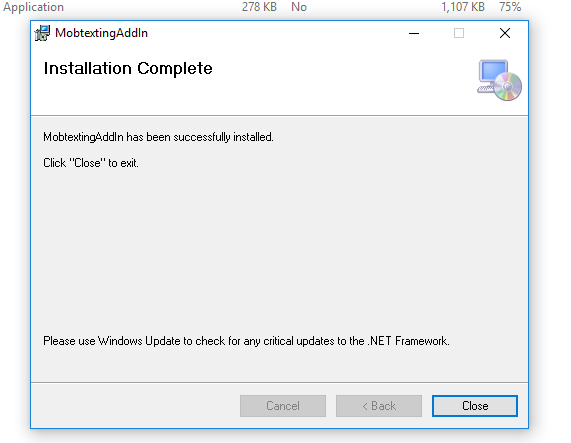 Application 278 KB No 1,107 KB 75%
MobtextingAddIn
Installation Complete
MobtextingAddIn has been successfully installed.
Click "Close" to exit.
Please use Windows Update to check for any critical updates to the .NET Framework.
Cancel < Back Close